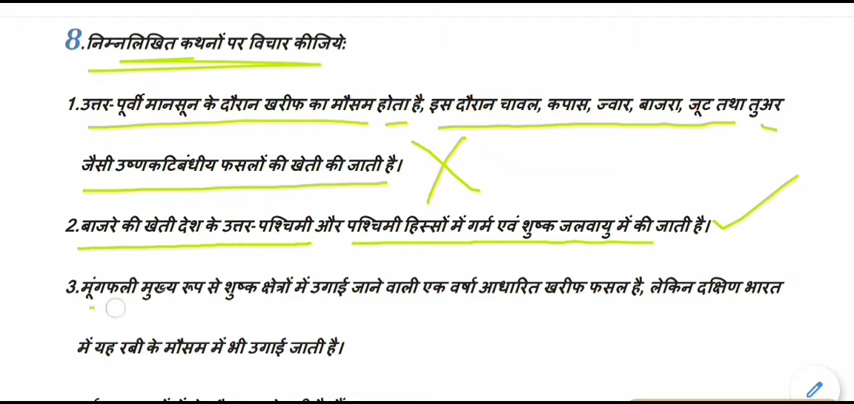 8.निम्नलिखित कथनों पर विचार कीजिये:
1.उत्तर-पूर्वी मानसून के दौरान खरीफ का मौसम होता है, इस दौरान चावल, कपास, ज्वार, बाजरा, जूट तथा तुअर
जैसी उष्णकटिबंधीय फसलों की खेती की जाती है।
2.बाजरे की खेती देश के उत्तर-पश्चिमी और पश्चिमी हिस्सों में गर्म एवं शुष्क जलवायु में की जाती है।
3.मूंगफली मुख्य रूप से शुष्क क्षेत्रों में उगाई जाने वाली एक वर्षा आधारित खरीफ फसल है, लेकिन दक्षिण भारत
में यह रबी के मौसम में भी उगाई जाती है।